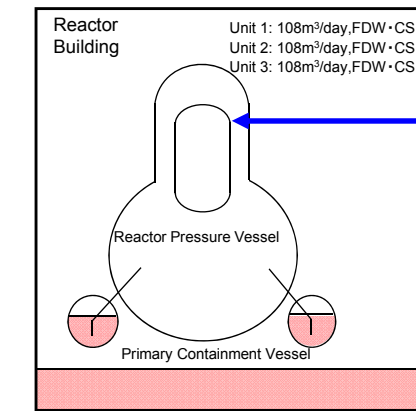 Reactor
Building
Unit 1: 108m³/day,FDW・CS
Unit 2: 108m³/day,FDW・CS
Unit 3: 108m³/day,FDW・CS
Reactor Pressure Vessel
Primary Containment Vessel